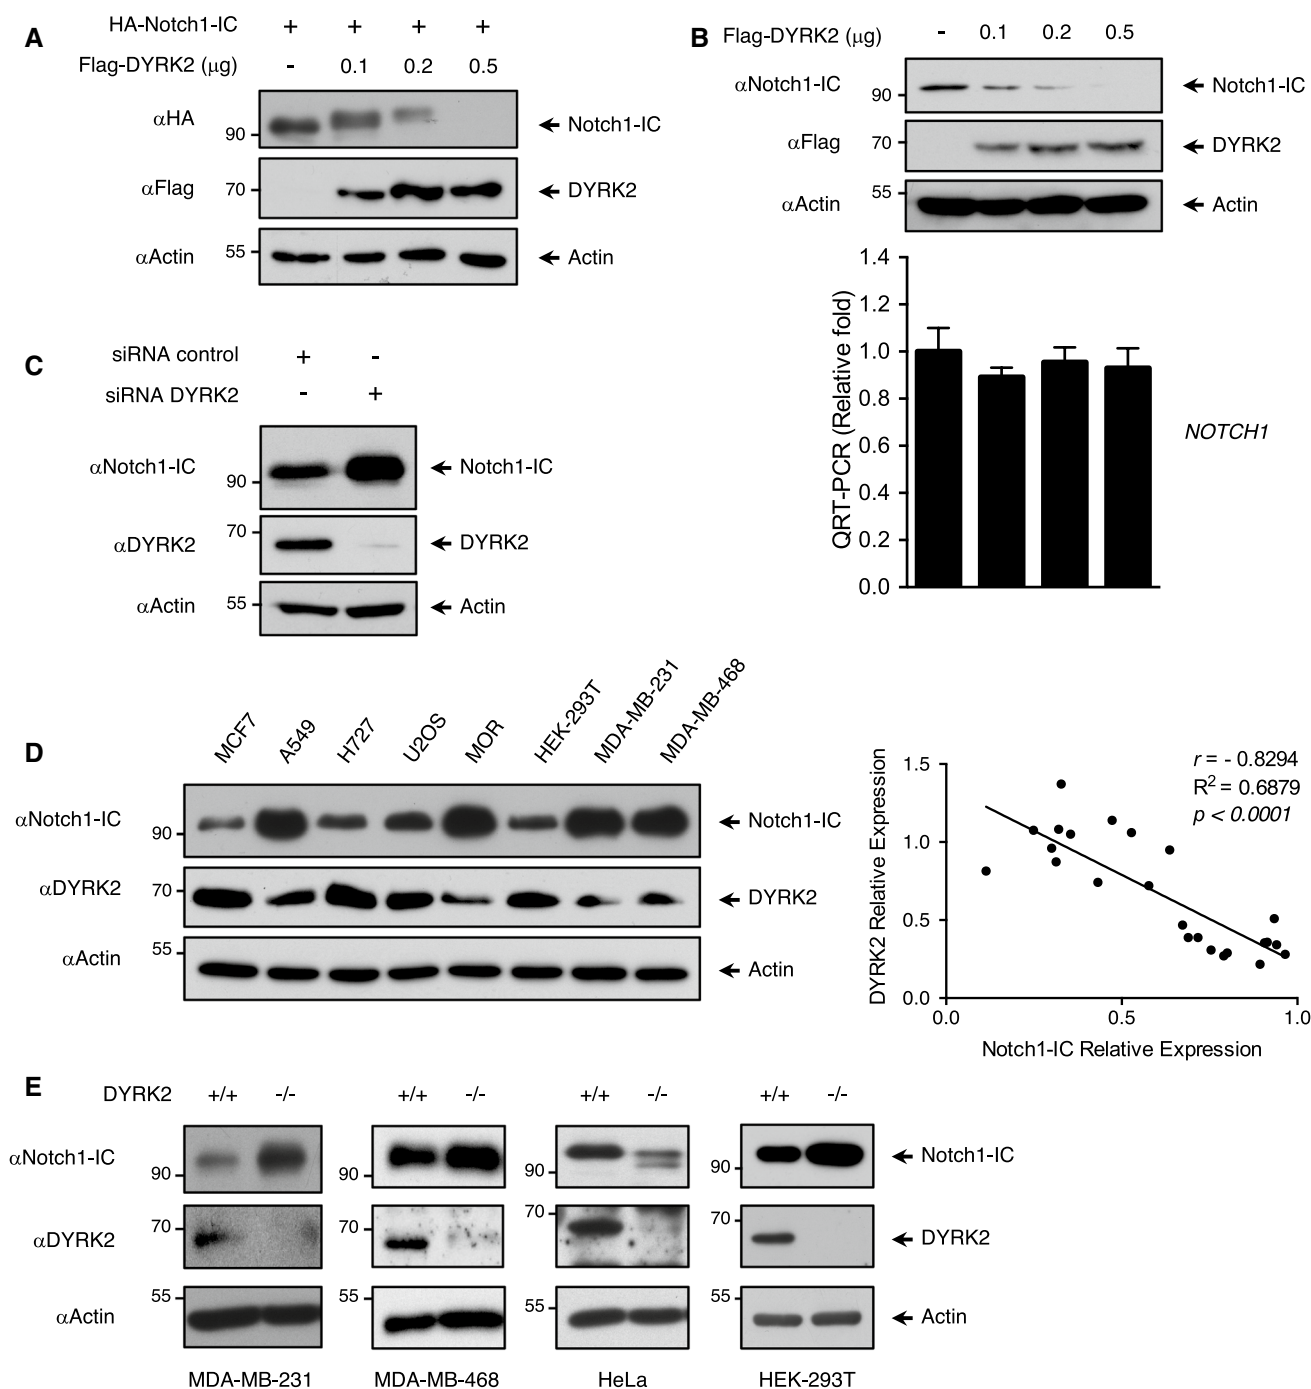 A
HA-Notch1-IC + + + +
Flag-DYRK2 (μg) - 0.1 0.2 0.5
αHA 90 Notch1-IC
αFlag 70 DYRK2
αActin 55 Actin
B
Flag-DYRK2 (μg) - 0.1 0.2 0.5
αNotch1-IC 90 Notch1-IC
αFlag 70 DYRK2
αActin 55 Actin
QRT-PCR (Relative fold)
1.4
1.2
1.0
0.8
0.6
0.4
0.2
0.0
NOTCH1
C
siRNA control + -
siRNA DYRK2 - +
αNotch1-IC 90 Notch1-IC
αDYRK2 70 DYRK2
αActin 55 Actin
D
MCF7 A549 H727 U2OS MOR HEK-293T MDA-MB-231 MDA-MB-468
αNotch1-IC 90 Notch1-IC
αDYRK2 70 DYRK2
αActin 55 Actin
DYRK2 Relative Expression
1.5
1.0
0.5
0.0
0.0 0.5 1.0
Notch1-IC Relative Expression
r = - 0.8294
R² = 0.6879
p < 0.0001
E
DYRK2 +/+ -/- +/+ -/- +/+ -/- +/+ -/-
αNotch1-IC 90 90 90 90 Notch1-IC
αDYRK2 70 70 70 70 DYRK2
αActin 55 55 55 55 Actin
MDA-MB-231 MDA-MB-468 HeLa HEK-293T